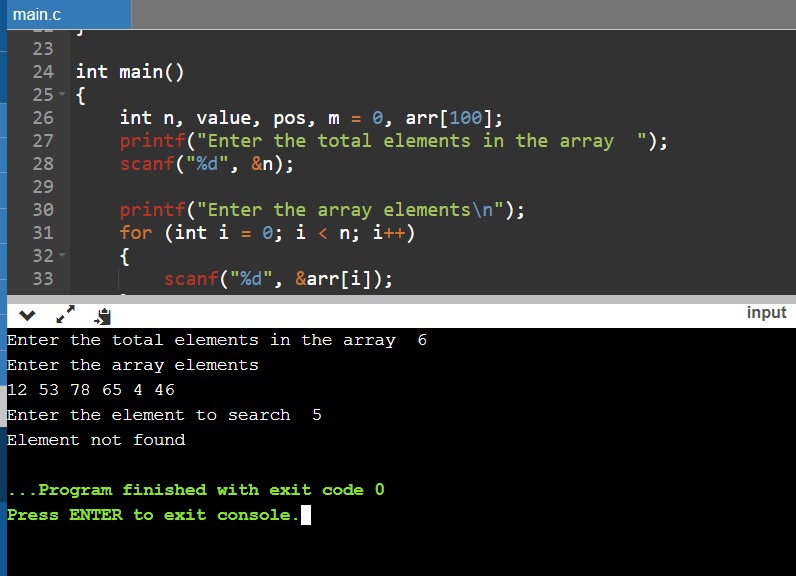 main.c
23
24 int main()
25 {
26 int n, value, pos, m = 0, arr[100];
27 printf("Enter the total elements in the array  ");
28 scanf("%d", &n);
29
30 printf("Enter the array elements\n");
31 for (int i = 0; i < n; i++)
32 {
33 scanf("%d", &arr[i]);
input
Enter the total elements in the array  6
Enter the array elements
12 53 78 65 4 46
Enter the element to search  5
Element not found
...Program finished with exit code 0
Press ENTER to exit console.